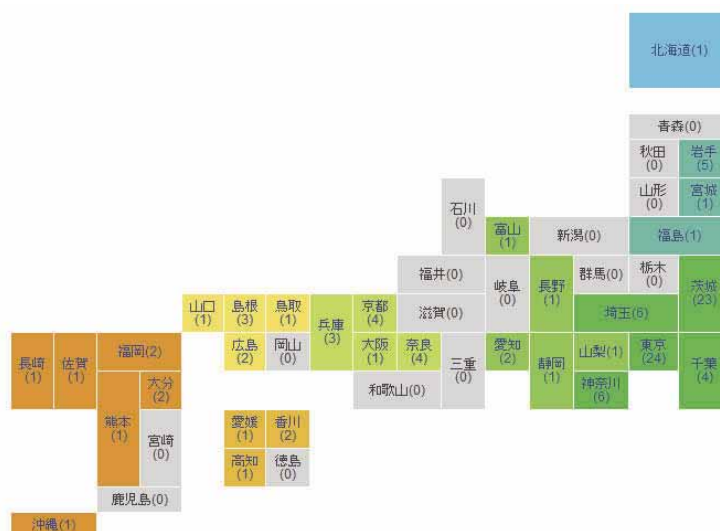 北海道(1)
青森(0)
秋田
(0)
岩手
(5)
山形
(0)
宮城
(1)
石川
(0)
富山
(1)
新潟(0)
福島(1)
福井(0)
岐阜
(0)
長野
(1)
群馬(0)
栃木
(0)
茨城
(23)
山口
(1)
島根
(3)
鳥取
(1)
兵庫
(3)
京都
(4)
滋賀(0)
埼玉(6)
長崎
(1)
佐賀
(1)
福岡(2)
広島
(2)
岡山
(0)
大阪
(1)
奈良
(4)
三重
(0)
愛知
(2)
静岡
(1)
山梨(1)
東京
(24)
千葉
(4)
熊本
(1)
大分
(2)
和歌山(0)
神奈川
(6)
宮崎
(0)
愛媛
(1)
香川
(2)
高知
(1)
徳島
(0)
鹿児島(0)
沖縄(1)